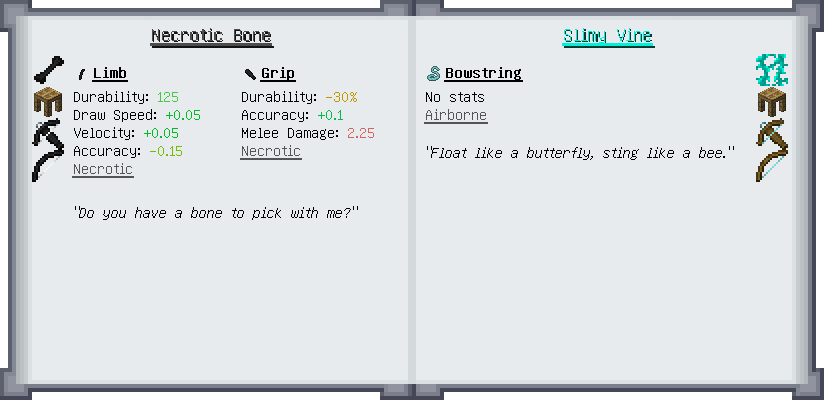 Necrotic Bone
Limb
Durability: 125
Draw Speed: +0.05
Velocity: +0.05
Accuracy: -0.15
Necrotic
Grip
Durability: -30%
Accuracy: +0.1
Melee Damage: 2.25
Necrotic
"Do you have a bone to pick with me?"
Slimy Vine
Bowstring
No stats
Airborne
"Float like a butterfly, sting like a bee."